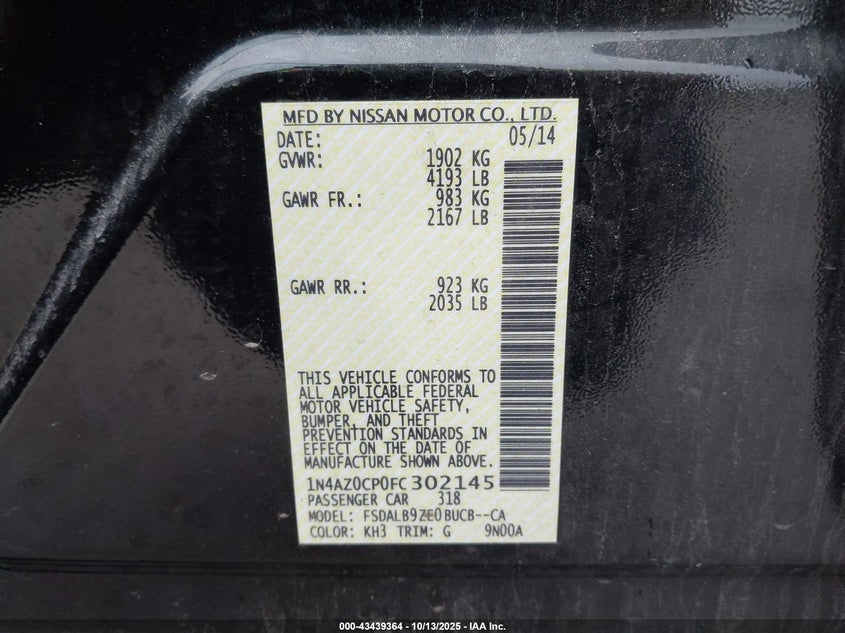 MFD BY NISSAN MOTOR CO., LTD.
DATE: 05/14
GVWR: 1902 KG
4193 LB
GAWR FR.: 983 KG
2167 LB
GAWR RR.: 923 KG
2035 LB
THIS VEHICLE CONFORMS TO
ALL APPLICABLE FEDERAL
MOTOR VEHICLE SAFETY,
BUMPER, AND THEFT
PREVENTION STANDARDS IN
EFFECT ON THE DATE OF
MANUFACTURE SHOWN ABOVE.
1N4AZ0CP0FC302145
PASSENGER CAR 318
MODEL: FSDALB9ZE0BUCB--CA
COLOR: KH3 TRIM: G 9N00A
000-43439364 - 10/13/2025 - IAA Inc.